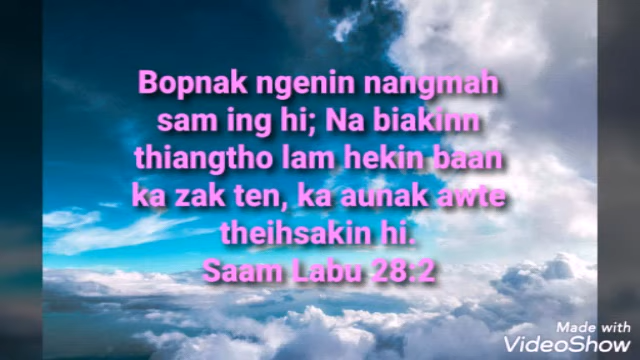 Bopnak ngenin nangmah
sam ing hi; Na biakinn
thiangtho lam hekin baan
ka zak ten, ka aunak awte
theihsakin hi.
Saam Labu 28:2
Made with
VideoShow